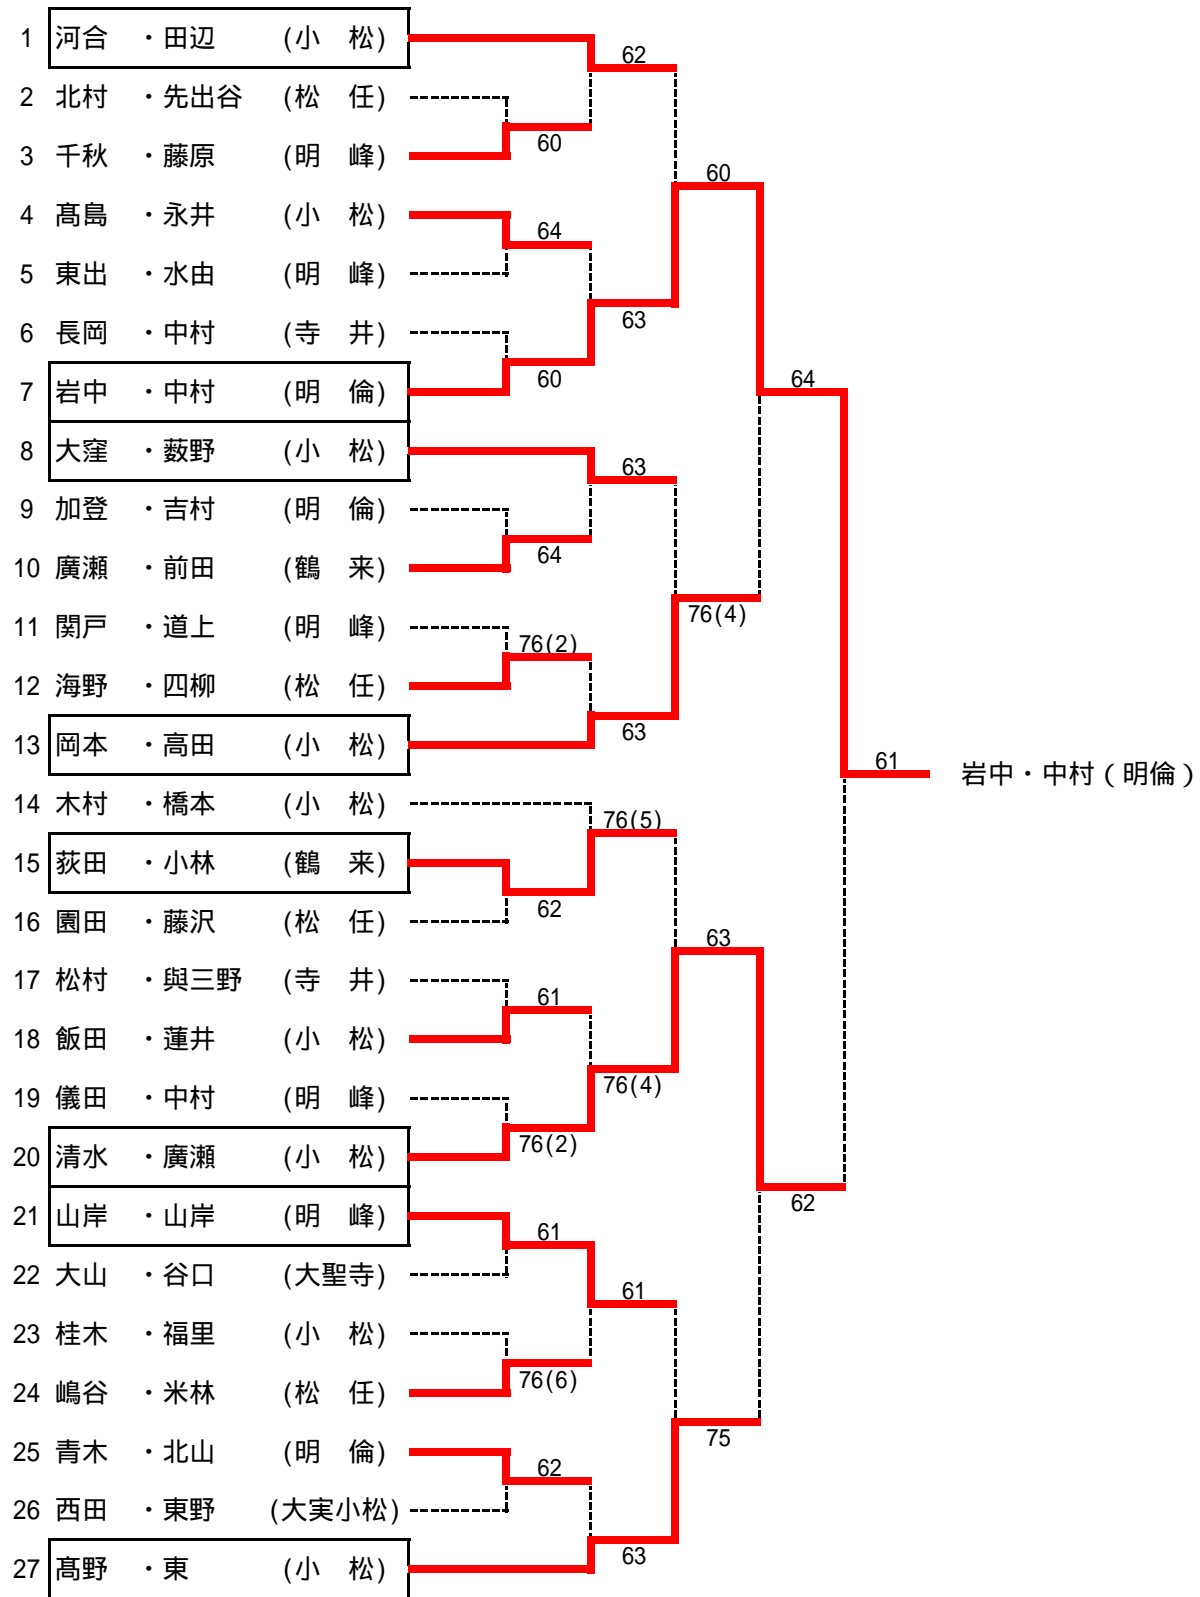 1 河合 ・田辺 (小 松)
62
2 北村 ・先出谷 (松 任)
60
3 千秋 ・藤原 (明 峰)
60
4 髙島 ・永井 (小 松)
64
5 東出 ・水由 (明 峰)
63
6 長岡 ・中村 (寺 井)
60
7 岩中 ・中村 (明 倫)
64
8 大窪 ・薮野 (小 松)
63
9 加登 ・吉村 (明 倫)
64
10 廣瀬 ・前田 (鶴 来)
76(4)
11 関戸 ・道上 (明 峰)
76(2)
12 海野 ・四柳 (松 任)
63
13 岡本 ・高田 (小 松)
61
岩中・中村（明倫）
14 木村 ・橋本 (小 松)
76(5)
15 荻田 ・小林 (鶴 来)
62
16 園田 ・藤沢 (松 任)
63
17 松村 ・與三野 (寺 井)
61
18 飯田 ・蓮井 (小 松)
76(4)
19 儀田 ・中村 (明 峰)
76(2)
20 清水 ・廣瀬 (小 松)
62
21 山岸 ・山岸 (明 峰)
61
22 大山 ・谷口 (大聖寺)
61
23 桂木 ・福里 (小 松)
76(6)
24 嶋谷 ・米林 (松 任)
75
25 青木 ・北山 (明 倫)
62
26 西田 ・東野 (大実小松)
63
27 髙野 ・東 (小 松)